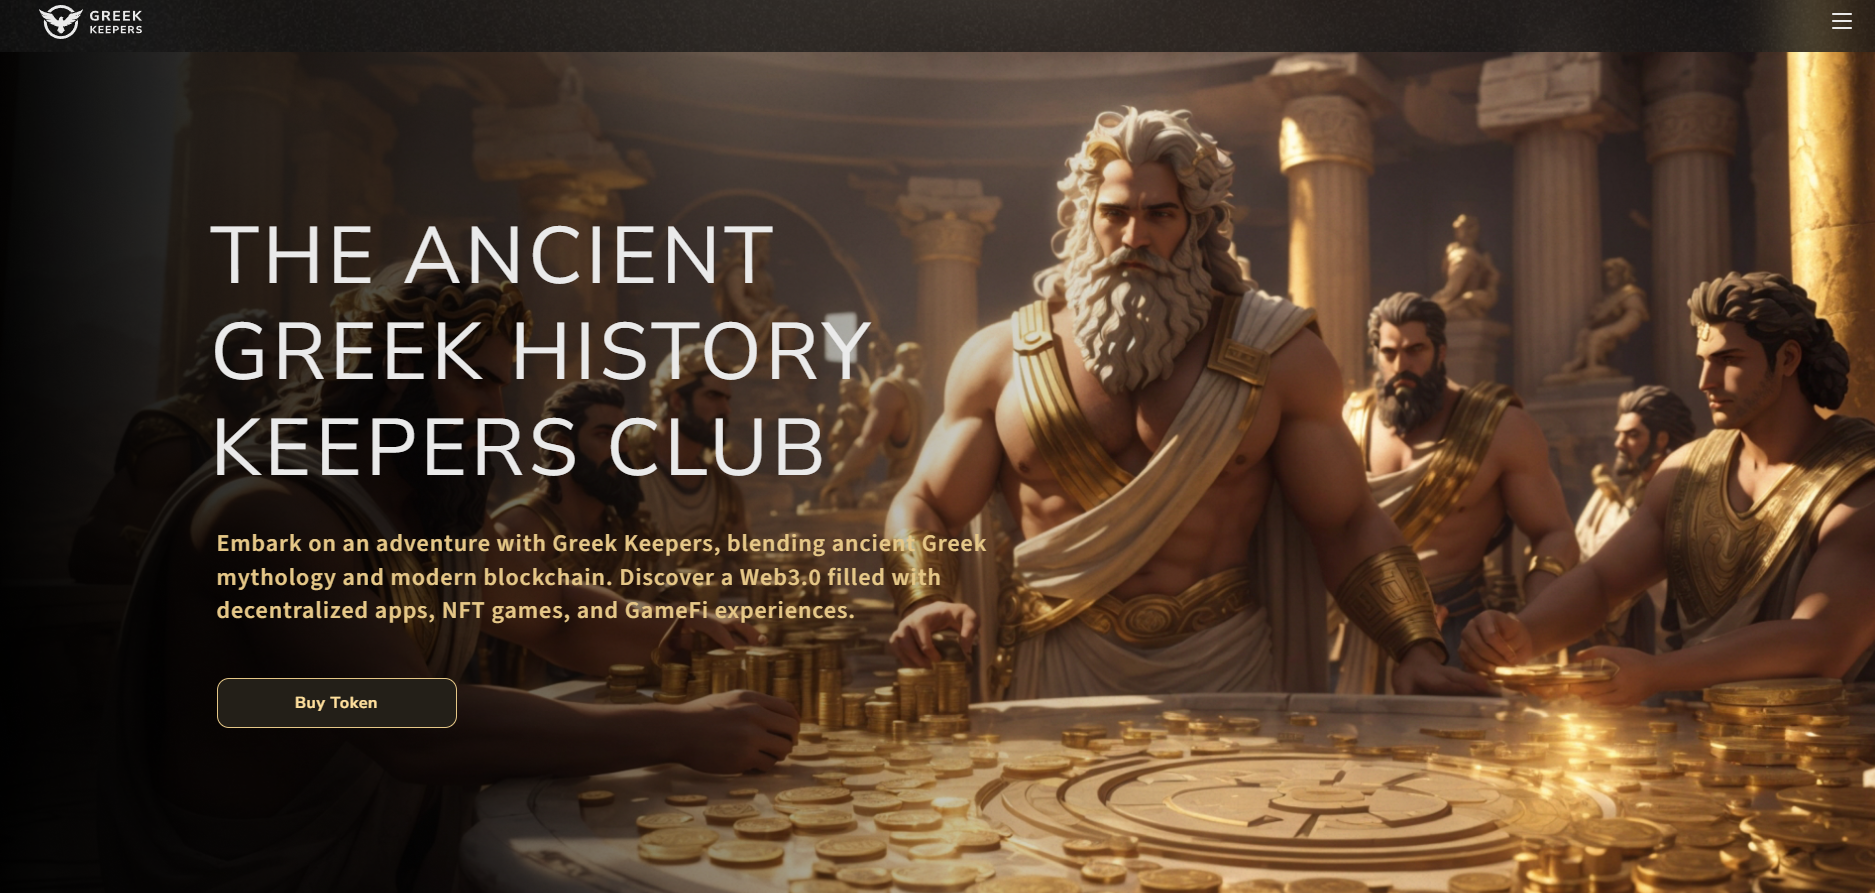 GREEK
KEEPERS
THE ANCIENT
GREEK HISTORY
KEEPERS CLUB
Embark on an adventure with Greek Keepers, blending ancient Greek
mythology and modern blockchain. Discover a Web3.0 filled with
decentralized apps, NFT games, and GameFi experiences.
Buy Token